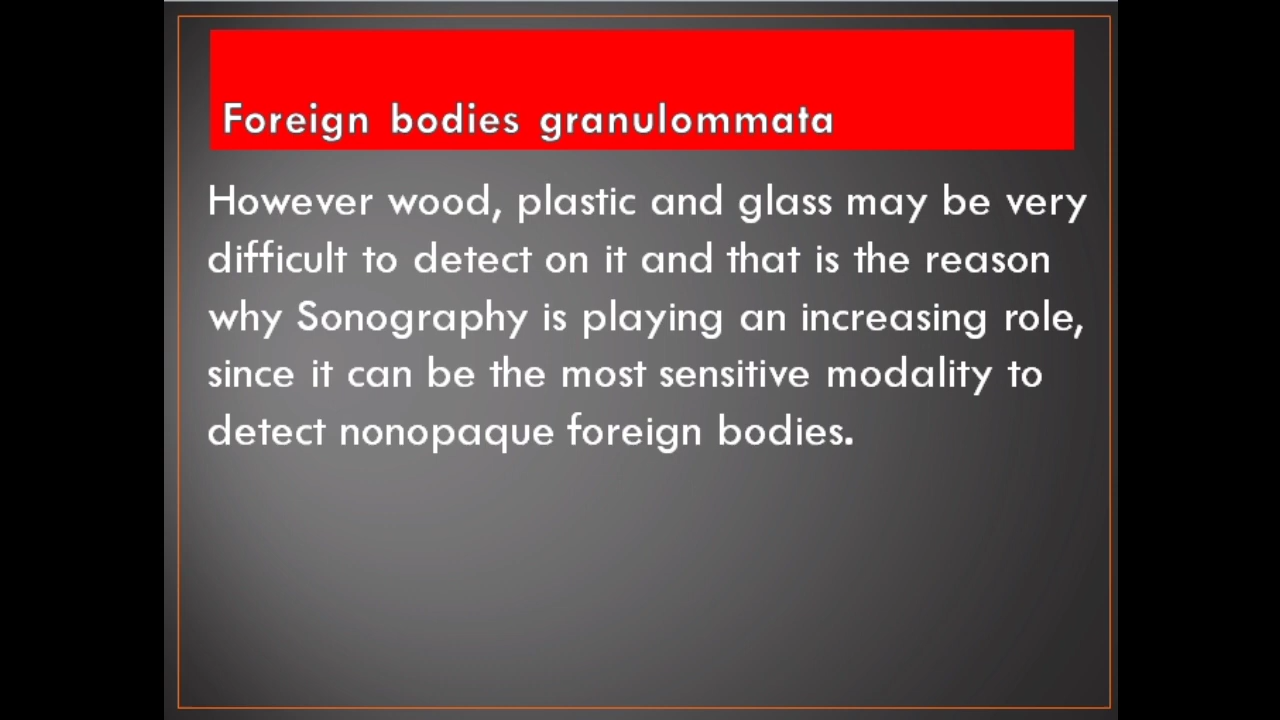 Foreign bodies granulommata
However wood, plastic and glass may be very
difficult to detect on it and that is the reason
why Sonography is playing an increasing role,
since it can be the most sensitive modality to
detect nonopaque foreign bodies.